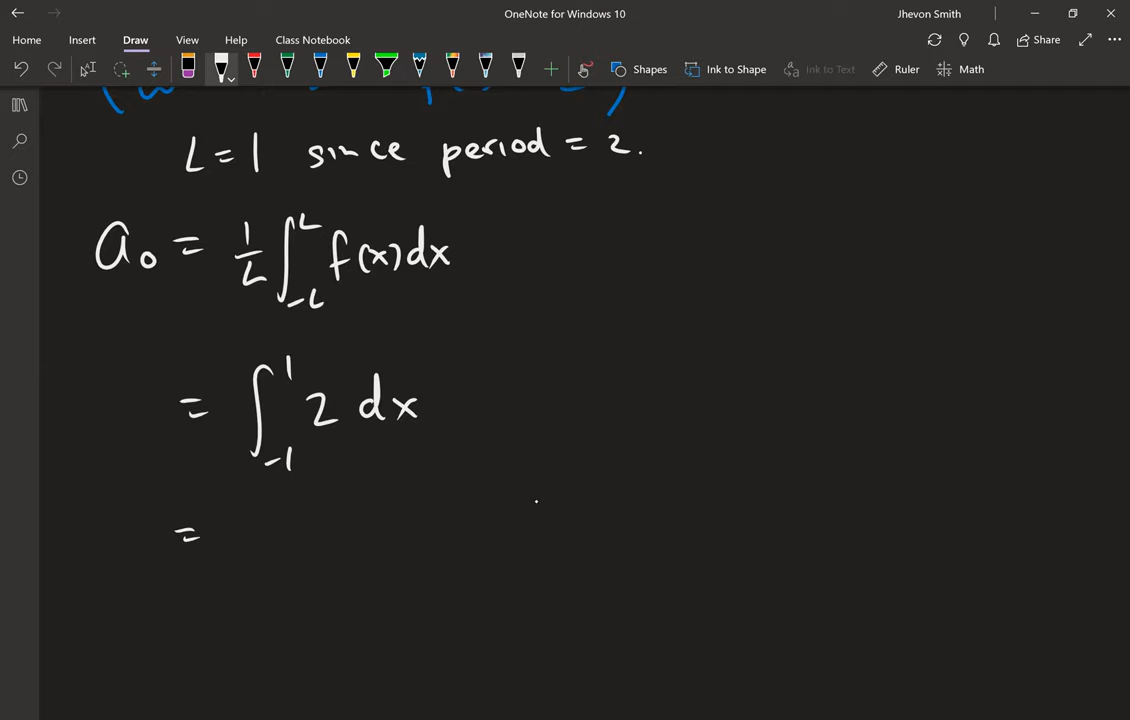 OneNote for Windows 10
Jhevon Smith
Home Insert Draw View Help Class Notebook
Share
Shapes Ink to Shape Ink to Text Ruler Math
L = 1 since period = 2.
a₀ = 1/L ∫_{-L}^{L} f(x) dx
= ∫_{-1}^{1} 2 dx
=